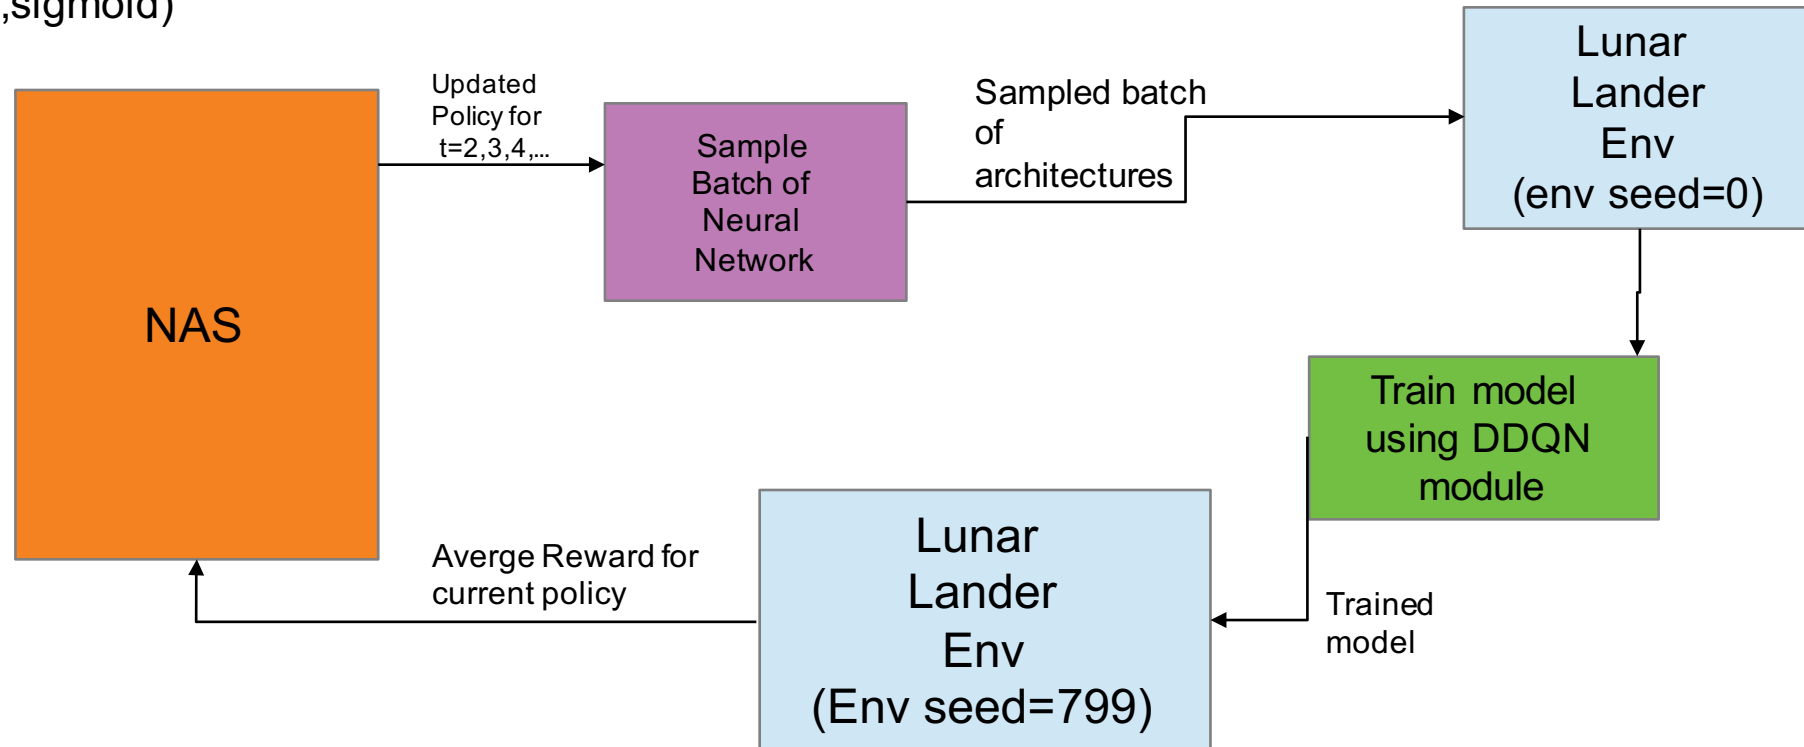 ,sigmoid)
NAS
Updated
Policy for
t=2,3,4,...
Sample
Batch of
Neural
Network
Sampled batch
of
architectures
Lunar
Lander
Env
(env seed=0)
Train model
using DDQN
module
Trained
model
Lunar
Lander
Env
(Env seed=799)
Averge Reward for
current policy